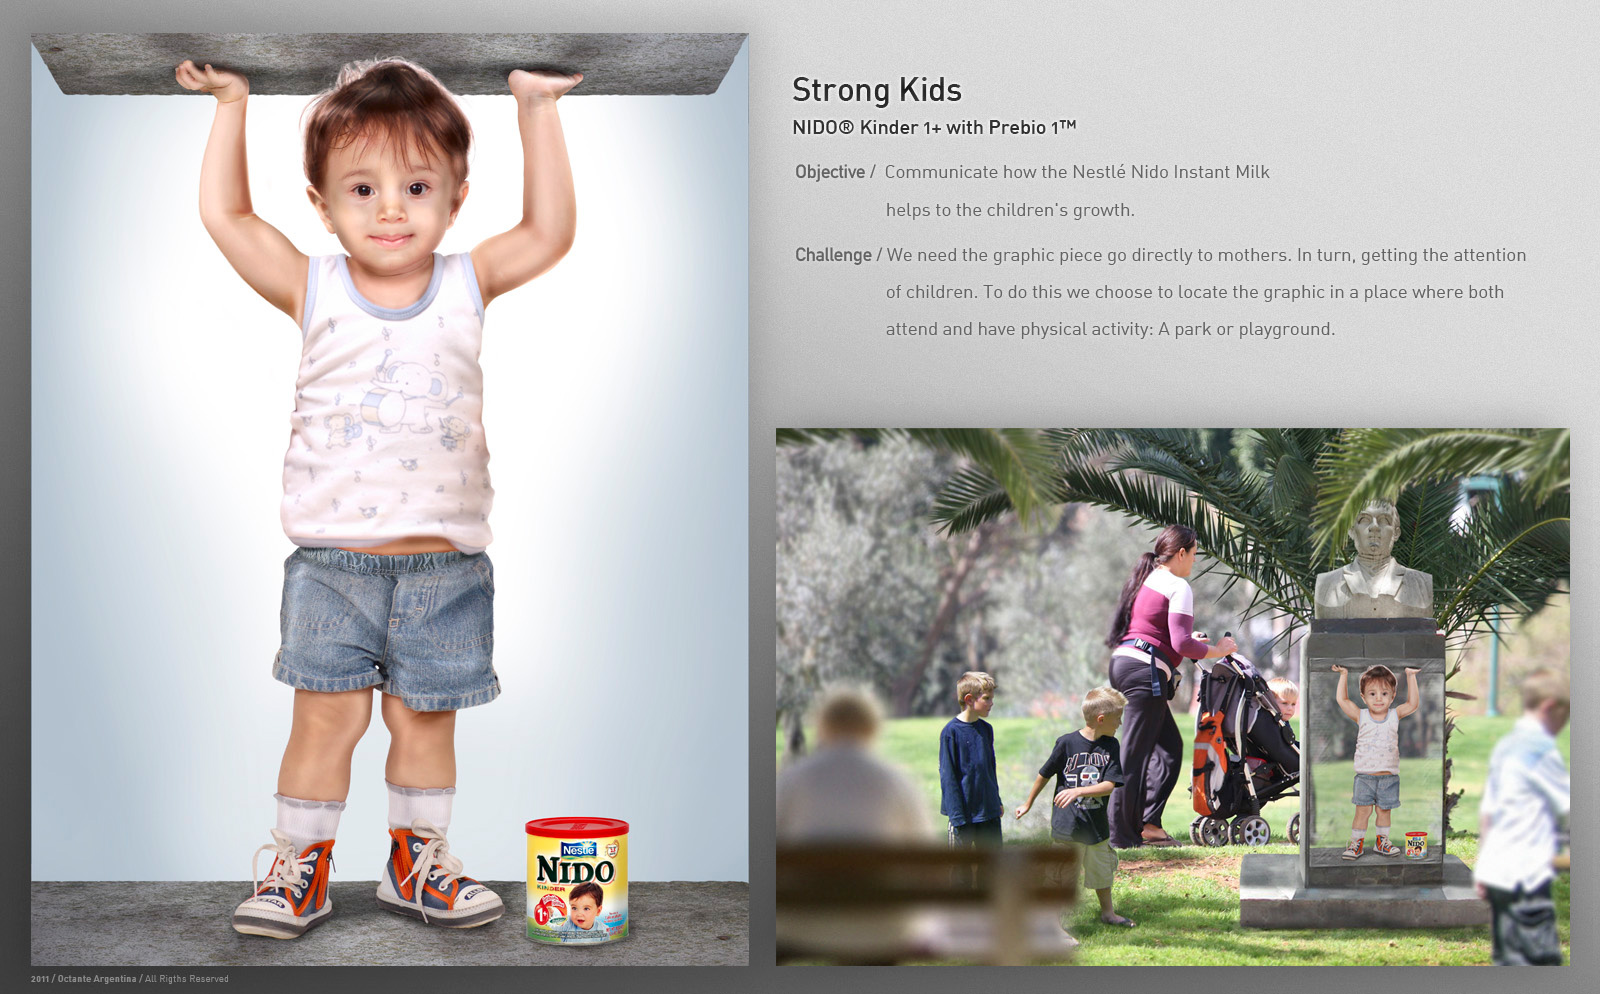 Strong Kids
NIDO® Kinder 1+ with Prebio 1™
Objective / Communicate how the Nestlé Nido Instant Milk
helps to the children's growth.
Challenge / We need the graphic piece go directly to mothers. In turn, getting the attention
of children. To do this we choose to locate the graphic in a place where both
attend and have physical activity: A park or playground.
Nestlé
NIDO
KINDER
1+
2011 / Octante Argentina / All Rigths Reserved